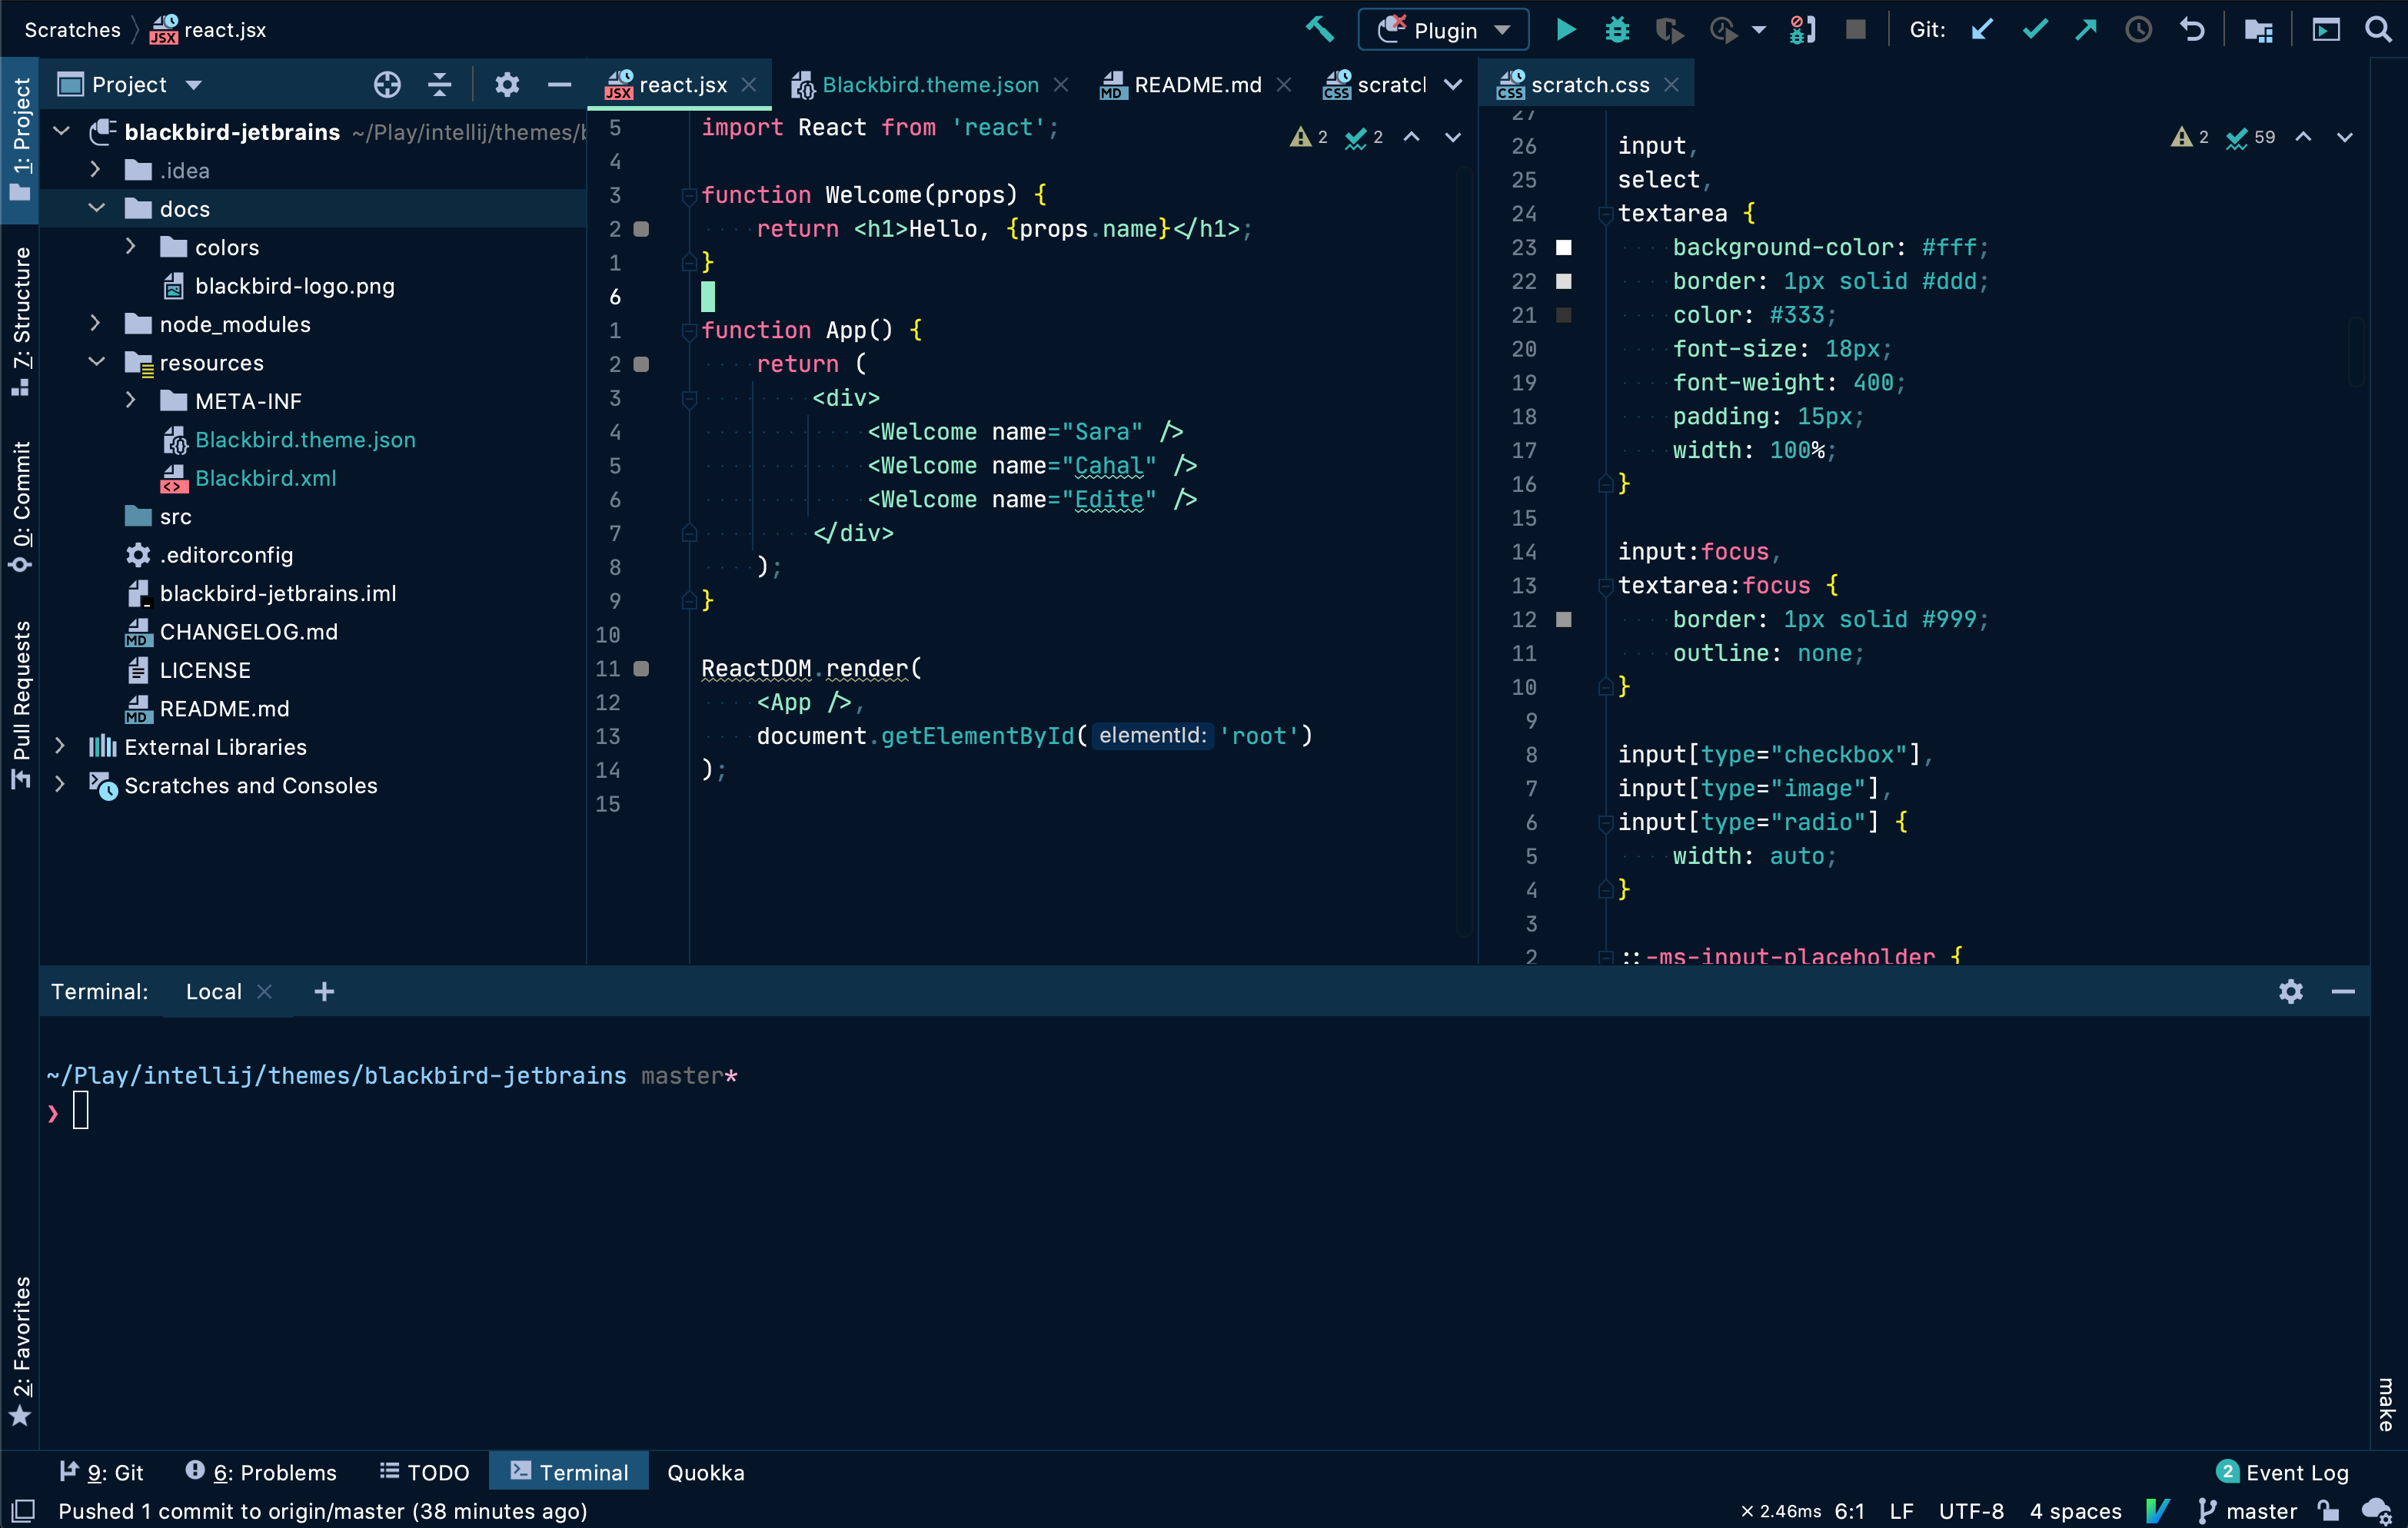 Scratches react.jsx
Plugin
Git:
1: Project
7: Structure
0: Commit
Pull Requests
2: Favorites
Project
blackbird-jetbrains ~/Play/intellij/themes/b
.idea
docs
colors
blackbird-logo.png
node_modules
resources
META-INF
Blackbird.theme.json
Blackbird.xml
src
.editorconfig
blackbird-jetbrains.iml
CHANGELOG.md
LICENSE
README.md
External Libraries
Scratches and Consoles
react.jsx Blackbird.theme.json README.md scratcl
2 2
5 import React from 'react';
4
3 function Welcome(props) {
2 return <h1>Hello, {props.name}</h1>;
1 }
6
1 function App() {
2 return (
3 <div>
4 <Welcome name="Sara" />
5 <Welcome name="Cahal" />
6 <Welcome name="Edite" />
7 </div>
8 );
9 }
10
11 ReactDOM.render(
12 <App />,
13 document.getElementById( elementId: 'root')
14 );
15
scratch.css
2 59
27
26 input,
25 select,
24 textarea {
23 background-color: #fff;
22 border: 1px solid #ddd;
21 color: #333;
20 font-size: 18px;
19 font-weight: 400;
18 padding: 15px;
17 width: 100%;
16 }
15
14 input:focus,
13 textarea:focus {
12 border: 1px solid #999;
11 outline: none;
10 }
9
8 input[type="checkbox"],
7 input[type="image"],
6 input[type="radio"] {
5 width: auto;
4 }
3
2 ::-ms-input-placeholder {
Terminal: Local
~/Play/intellij/themes/blackbird-jetbrains master*
❯
make
9: Git 6: Problems TODO Terminal Quokka 2 Event Log
Pushed 1 commit to origin/master (38 minutes ago) × 2.46ms 6:1 LF UTF-8 4 spaces master